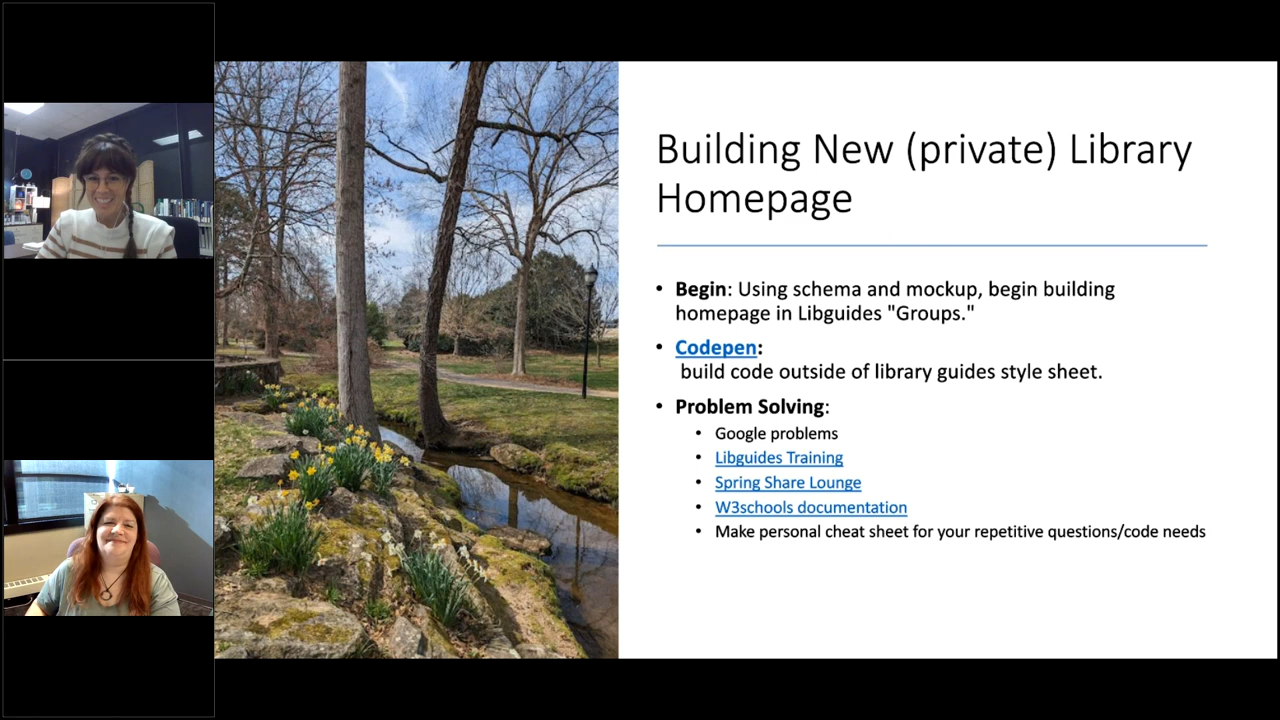 Building New (private) Library
Homepage
• Begin: Using schema and mockup, begin building
homepage in Libguides "Groups."
• Codepen:
build code outside of library guides style sheet.
• Problem Solving:
• Google problems
• Libguides Training
• Spring Share Lounge
• W3schools documentation
• Make personal cheat sheet for your repetitive questions/code needs